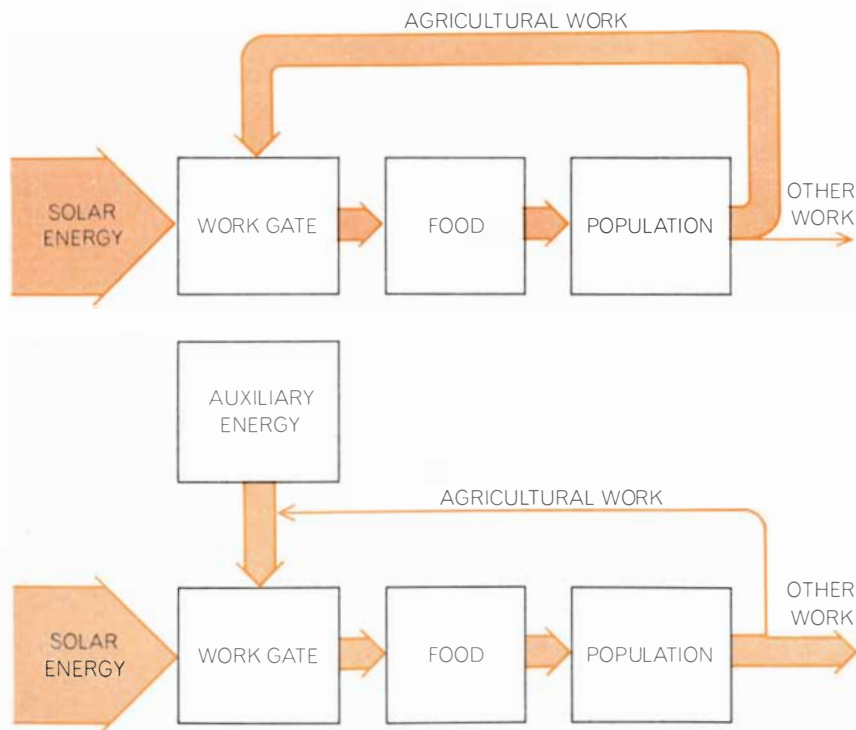 AGRICULTURAL WORK
SOLAR
ENERGY
WORK GATE
FOOD
POPULATION
OTHER
WORK
AUXILIARY
ENERGY
AGRICULTURAL WORK
SOLAR
ENERGY
WORK GATE
FOOD
POPULATION
OTHER
WORK